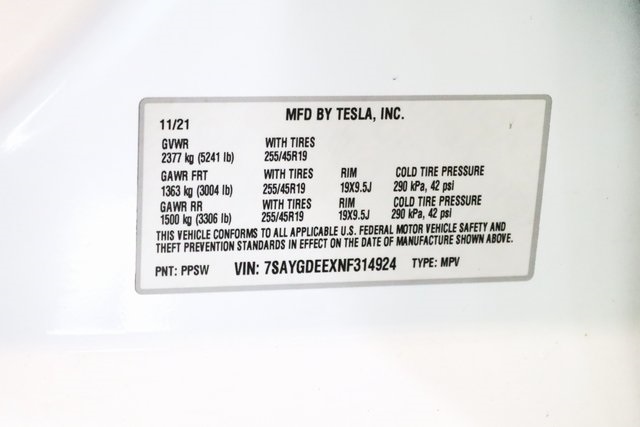 MFD BY TESLA, INC.
11/21
GVWR WITH TIRES
2377 kg (5241 lb) 255/45R19
GAWR FRT WITH TIRES RIM COLD TIRE PRESSURE
1363 kg (3004 lb) 255/45R19 19X9.5J 290 kPa, 42 psi
GAWR RR WITH TIRES RIM COLD TIRE PRESSURE
1500 kg (3306 lb) 255/45R19 19X9.5J 290 kPa, 42 psi
THIS VEHICLE CONFORMS TO ALL APPLICABLE U.S. FEDERAL MOTOR VEHICLE SAFETY AND
THEFT PREVENTION STANDARDS IN EFFECT ON THE DATE OF MANUFACTURE SHOWN ABOVE.
PNT: PPSW VIN: 7SAYGDEEXNF314924 TYPE: MPV